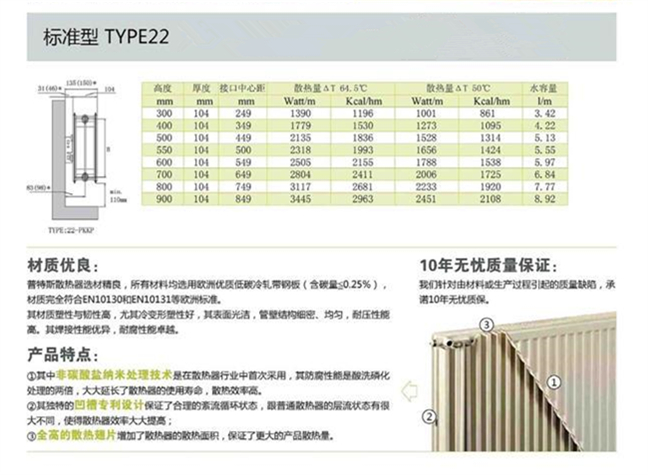 标准型 TYPE22
135(150)*
31(46)*
104
83(98)*
min.
110mm
TYPE:22-PKKP
高度 厚度 接口中心距 散热量ΔT 64.5℃ 散热量ΔT 50℃ 水容量
mm mm mm Watt/m Kcal/hm Watt/m Kcal/hm l/m
300 104 249 1390 1196 1001 861 3.42
400 104 349 1779 1530 1273 1095 4.22
500 104 449 2135 1836 1528 1314 5.13
550 104 500 2318 1993 1656 1424 5.55
600 104 549 2505 2155 1788 1538 5.97
700 104 649 2804 2411 2006 1725 6.84
800 104 749 3117 2681 2233 1920 7.77
900 104 849 3445 2963 2451 2108 8.92
材质优良：
普特斯散热器选材精良，所有材料均选用欧洲优质低碳冷轧带钢板（含碳量≦0.25%），
材质完全符合EN10130和EN10131等欧洲标准。
其材质塑性与韧性高，尤其冷变形塑性好，其表面光洁，管壁结构细密、均匀，耐压性能
高。其焊接性能优异，耐腐性能卓越。
产品特点：
①其中非碳酸盐纳米处理技术是在散热器行业中首次采用，其防腐性能是酸洗磷化
处理的两倍，大大延长了散热器的使用寿命，散热效率高。
②其独特的凹槽专利设计保证了合理的紊流循环状态，跟普通散热器的层流状态有很
大不同，使得散热器效率大大提高；
③全高的散热翅片增加了散热器的散热面积，保证了更大的产品散热量。
10年无忧质量保证：
我们针对由材料或生产过程引起的质量缺陷，承
诺10年无忧质保。
③
①
②